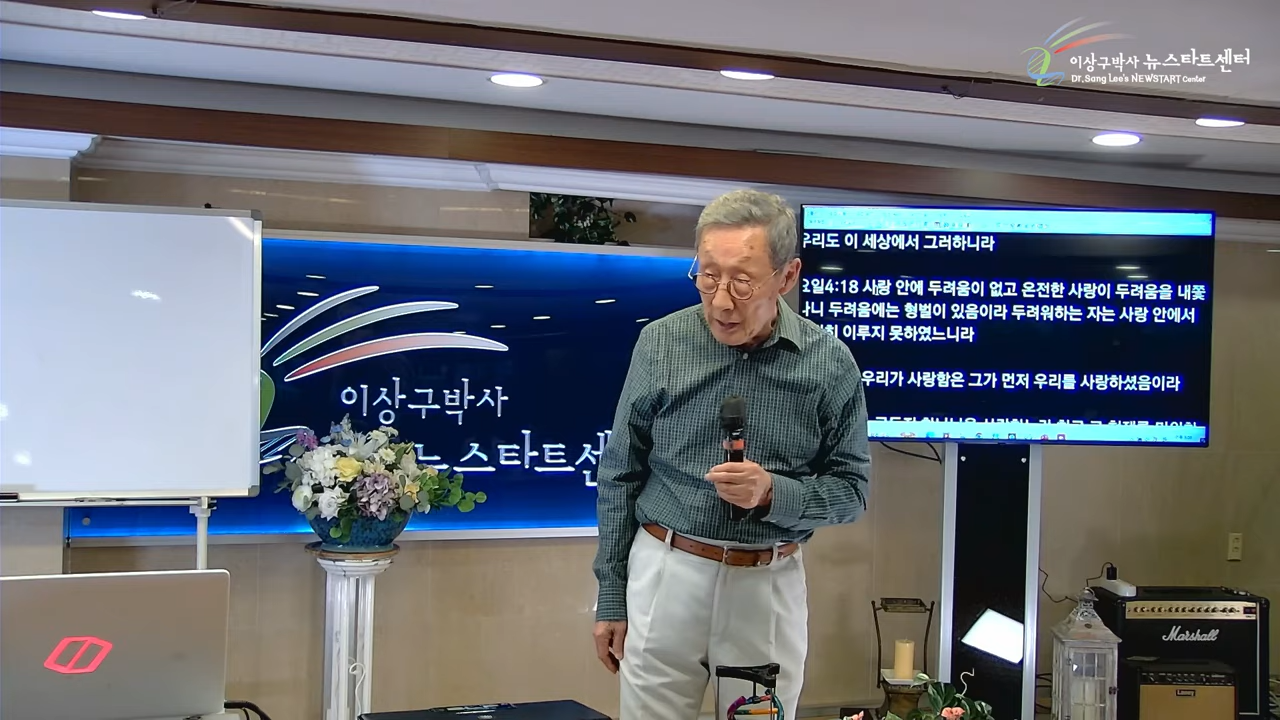 이상구박사 뉴스타트센터
Dr. Sang Lee's NEWSTART Center
우리도 이 세상에서 그러하니라
요일4:18 사랑 안에 두려움이 없고 온전한 사랑이 두려움을 내쫓
나니 두려움에는 형벌이 있음이라 두려워하는 자는 사랑 안에서
이루지 못하였느니라
우리가 사랑함은 그가 먼저 우리를 사랑하셨음이라
이상구박사
뉴스타트센
Marshall
Laney